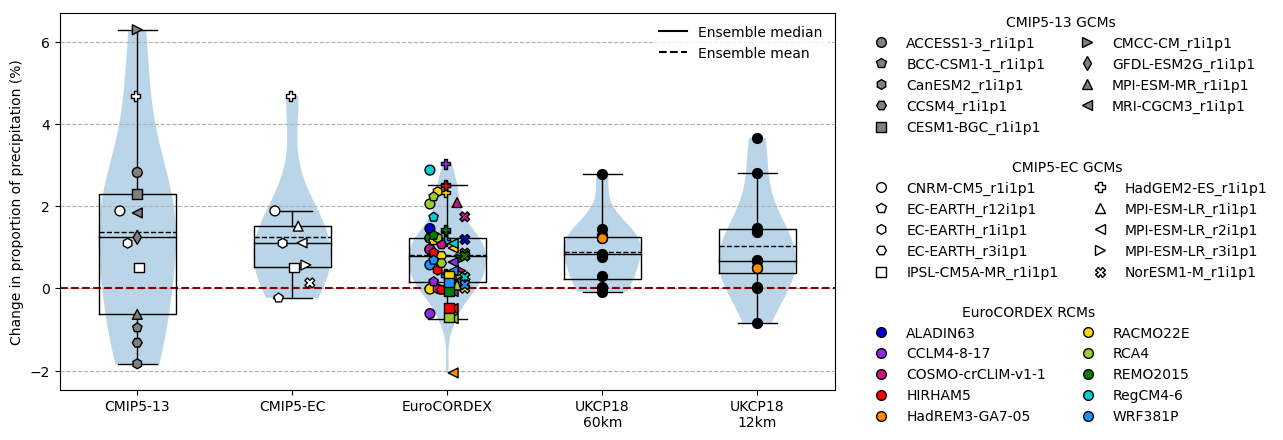 Change in proportion of precipitation (%)
6
4
2
0
−2
Ensemble median
Ensemble mean
CMIP5-13
CMIP5-EC
EuroCORDEX
UKCP18
60km
UKCP18
12km
CMIP5-13 GCMs
ACCESS1-3_r1i1p1
BCC-CSM1-1_r1i1p1
CanESM2_r1i1p1
CCSM4_r1i1p1
CESM1-BGC_r1i1p1
CMCC-CM_r1i1p1
GFDL-ESM2G_r1i1p1
MPI-ESM-MR_r1i1p1
MRI-CGCM3_r1i1p1
CMIP5-EC GCMs
CNRM-CM5_r1i1p1
EC-EARTH_r12i1p1
EC-EARTH_r1i1p1
EC-EARTH_r3i1p1
IPSL-CM5A-MR_r1i1p1
HadGEM2-ES_r1i1p1
MPI-ESM-LR_r1i1p1
MPI-ESM-LR_r2i1p1
MPI-ESM-LR_r3i1p1
NorESM1-M_r1i1p1
EuroCORDEX RCMs
ALADIN63
CCLM4-8-17
COSMO-crCLIM-v1-1
HIRHAM5
HadREM3-GA7-05
RACMO22E
RCA4
REMO2015
RegCM4-6
WRF381P